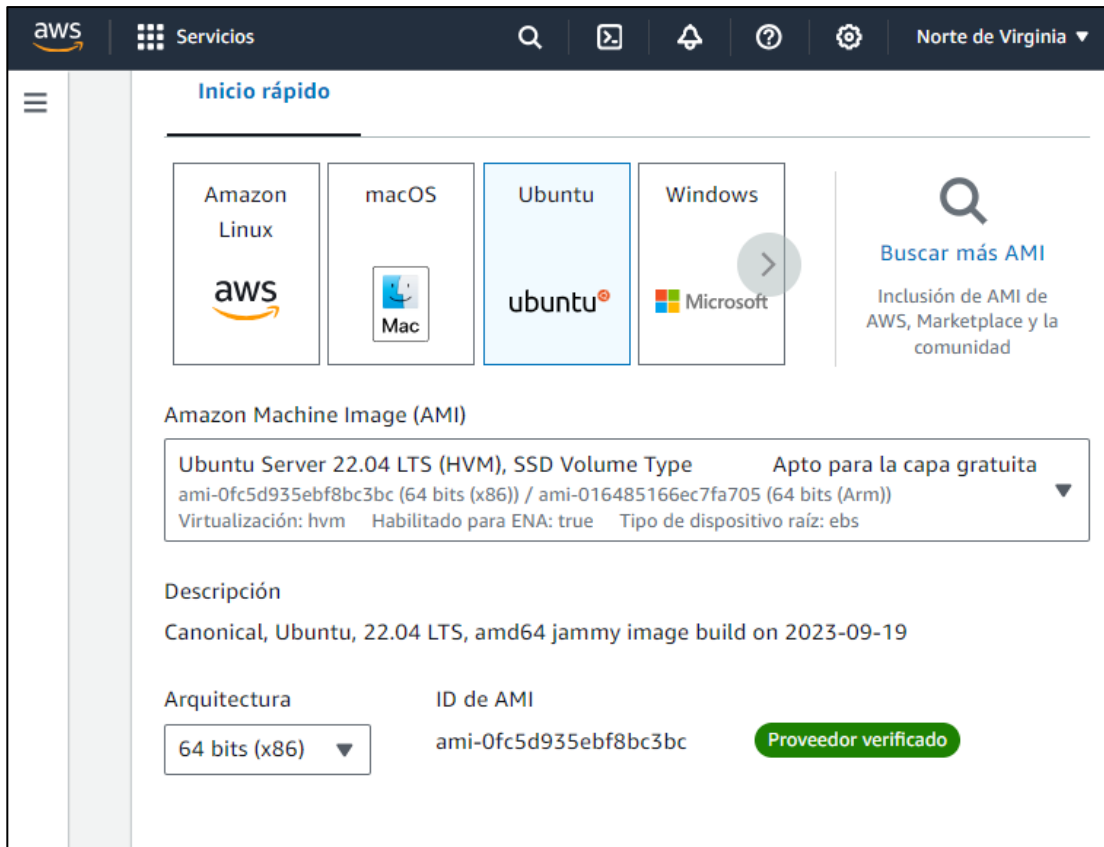 aws
Servicios
Norte de Virginia
Inicio rápido
Amazon
Linux
aws
macOS
Mac
Ubuntu
ubuntu
Windows
Microsoft
Buscar más AMI
Inclusión de AMI de
AWS, Marketplace y la
comunidad
Amazon Machine Image (AMI)
Ubuntu Server 22.04 LTS (HVM), SSD Volume Type Apto para la capa gratuita
ami-0fc5d935ebf8bc3bc (64 bits (x86)) / ami-016485166ec7fa705 (64 bits (Arm))
Virtualización: hvm Habilitado para ENA: true Tipo de dispositivo raíz: ebs
Descripción
Canonical, Ubuntu, 22.04 LTS, amd64 jammy image build on 2023-09-19
Arquitectura
64 bits (x86)
ID de AMI
ami-0fc5d935ebf8bc3bc
Proveedor verificado